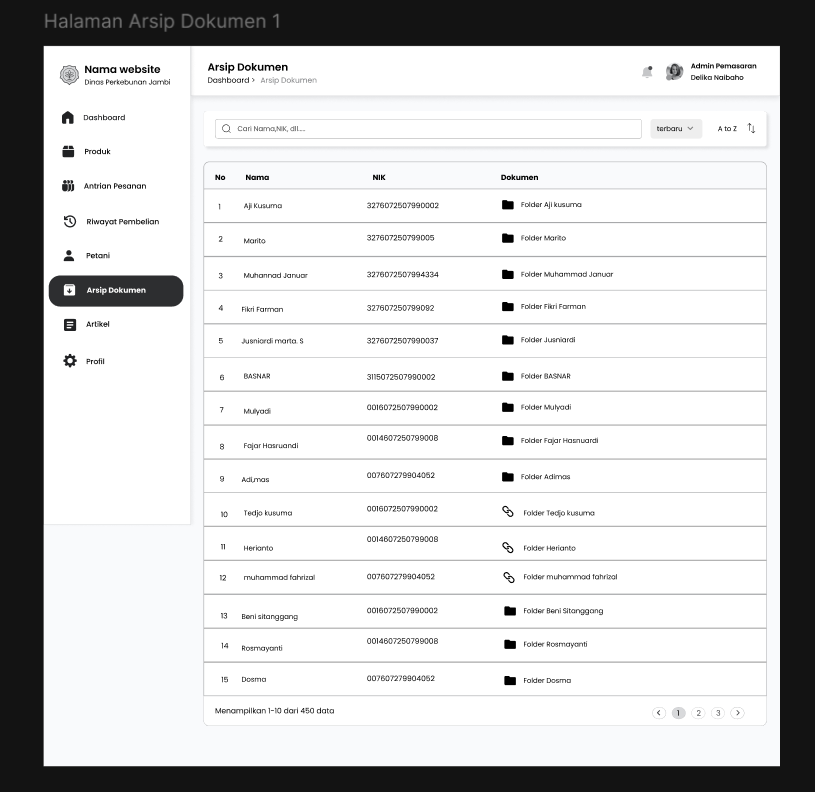 Halaman Arsip Dokumen 1
Nama website
Dinas Perkebunan Jambi
Dashboard
Produk
Antrian Pesanan
Riwayat Pembelian
Petani
Arsip Dokumen
Artikel
Profil
Arsip Dokumen
Dashboard > Arsip Dokumen
Admin Pemasaran
Delika Naibaho
Cari Nama,NIK, dll....
terbaru
A to Z
No Nama NIK Dokumen
1 Aji Kusuma 3276072507990002 Folder Aji kusuma
2 Marito 327607250799005 Folder Marito
3 Muhannad Januar 3276072507994334 Folder Muhammad Januar
4 Fikri Farman 327607250799092 Folder Fikri Farman
5 Jusniardi marta. S 3276072507990037 Folder Jusniardi
6 BASNAR 3115072507990002 Folder BASNAR
7 Mulyadi 0016072507990002 Folder Mulyadi
8 Fajar Hasruandi 0014607250799008 Folder Fajar Hasnuardi
9 Adi,mas 007607279904052 Folder Adimas
10 Tedjo kusuma 0016072507990002 Folder Tedjo kusuma
11 Herianto 0014607250799008 Folder Herianto
12 muhammad fahrizal 007607279904052 Folder muhammad fahrizal
13 Beni sitanggang 0016072507990002 Folder Beni Sitanggang
14 Rosmayanti 0014607250799008 Folder Rosmayanti
15 Dosma 007607279904052 Folder Dosma
Menampilkan 1-10 dari 450 data
< 1 2 3 >